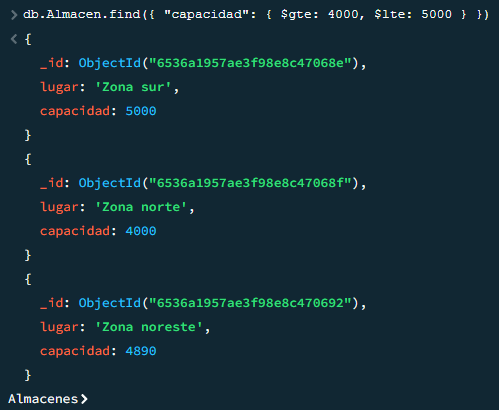 > db.Almacen.find({ "capacidad": { $gte: 4000, $lte: 5000 } })
< {
_id: ObjectId("6536a1957ae3f98e8c47068e"),
lugar: 'Zona sur',
capacidad: 5000
}
{
_id: ObjectId("6536a1957ae3f98e8c47068f"),
lugar: 'Zona norte',
capacidad: 4000
}
{
_id: ObjectId("6536a1957ae3f98e8c470692"),
lugar: 'Zona noreste',
capacidad: 4890
}
Almacenes>